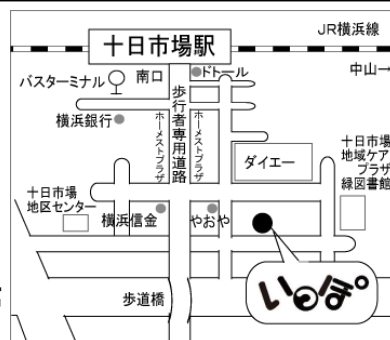 JR横浜線
十日市場駅
中山→
バスターミナル
南口
ドトール
歩行者専用道路
横浜銀行
ホーメストプラザ
ホーメストプラザ
ダイエー
十日市場
地域ケア
プラザ
緑図書館
十日市場
地区センター
横浜信金
やおや
いっぽ
歩道橋